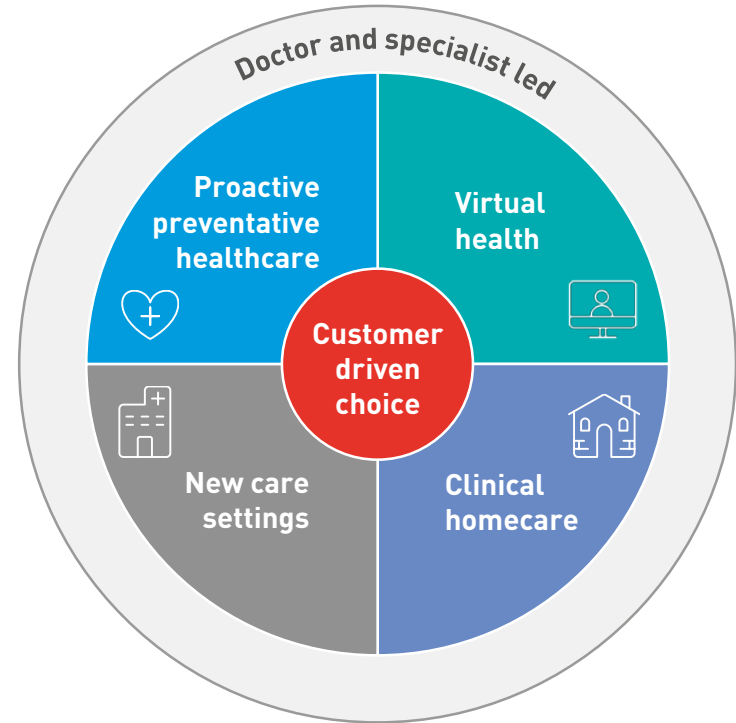 Doctor and specialist led
Proactive
preventative
healthcare
Virtual
health
Customer
driven
choice
New care
settings
Clinical
homecare